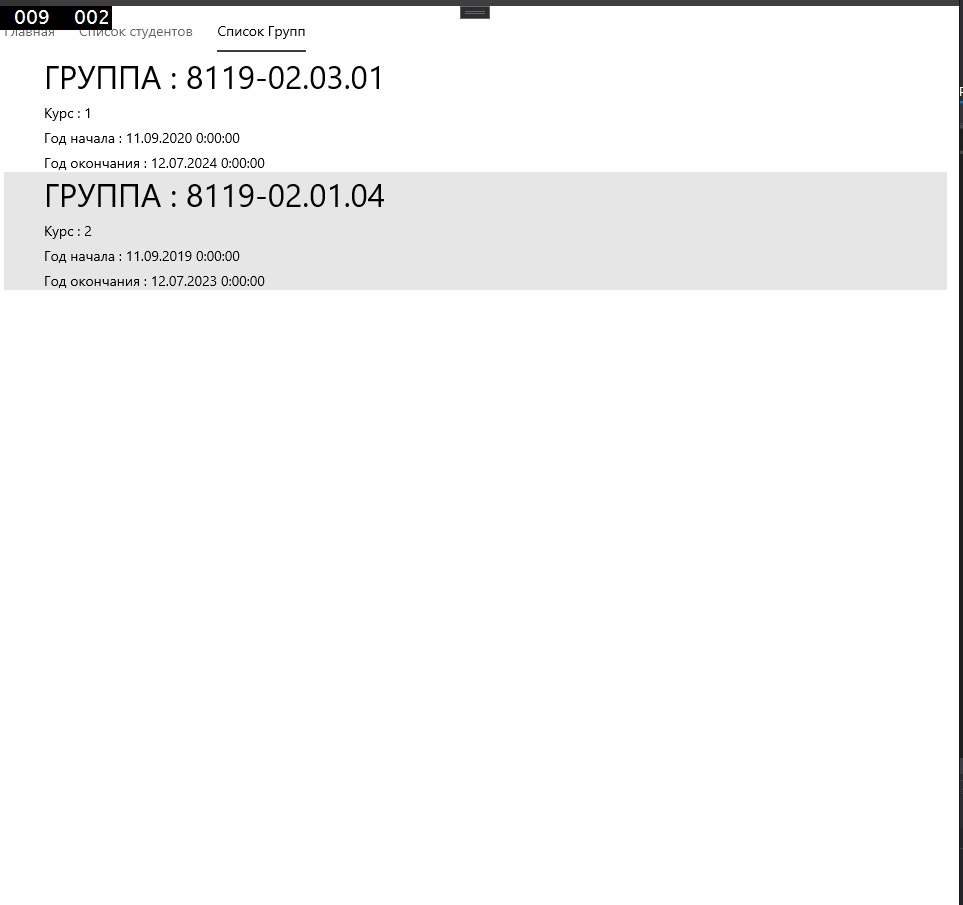 009 002
Главная Список студентов Список Групп
ГРУППА : 8119-02.03.01
Курс : 1
Год начала : 11.09.2020 0:00:00
Год окончания : 12.07.2024 0:00:00
ГРУППА : 8119-02.01.04
Курс : 2
Год начала : 11.09.2019 0:00:00
Год окончания : 12.07.2023 0:00:00